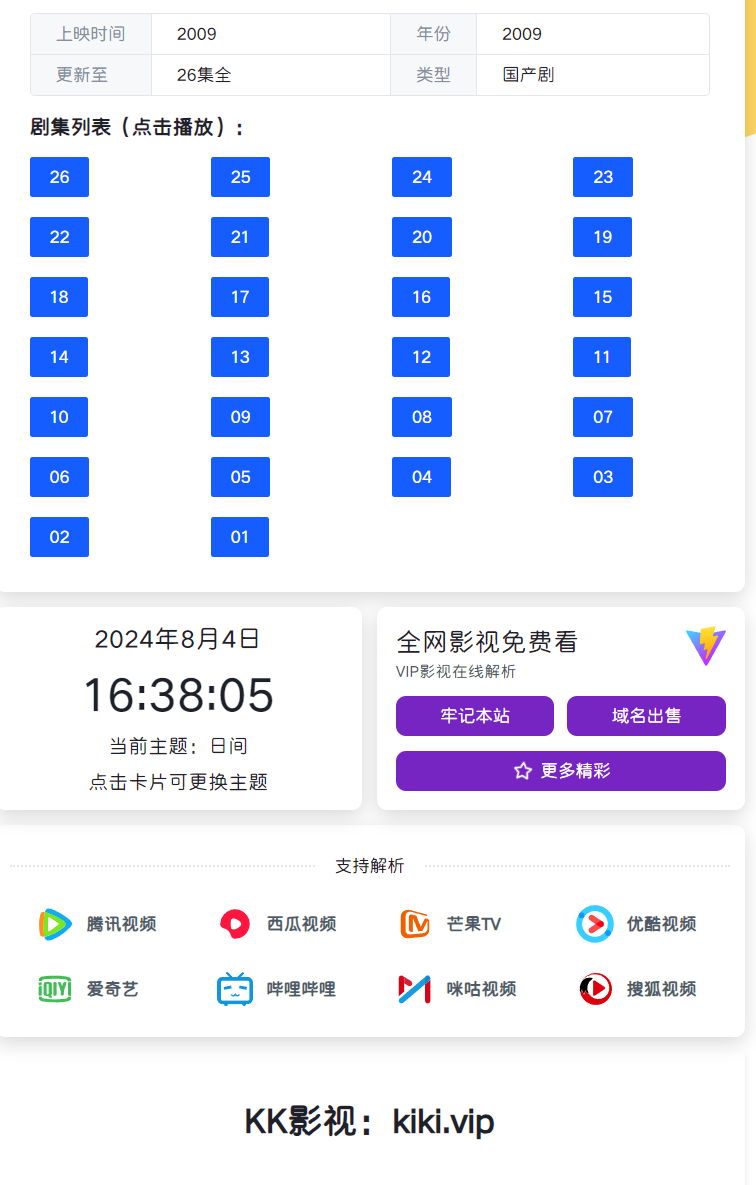 上映时间 2009 年份 2009
更新至 26集全 类型 国产剧
剧集列表（点击播放）:
26 25 24 23
22 21 20 19
18 17 16 15
14 13 12 11
10 09 08 07
06 05 04 03
02 01
2024年8月4日
16:38:05
当前主题：日间
点击卡片可更换主题
全网影视免费看
VIP影视在线解析
牢记本站 域名出售
更多精彩
支持解析
腾讯视频 西瓜视频 芒果TV 优酷视频
iQIYI 爱奇艺 哔哩哔哩 咪咕视频 搜狐视频
KK影视：kiki.vip